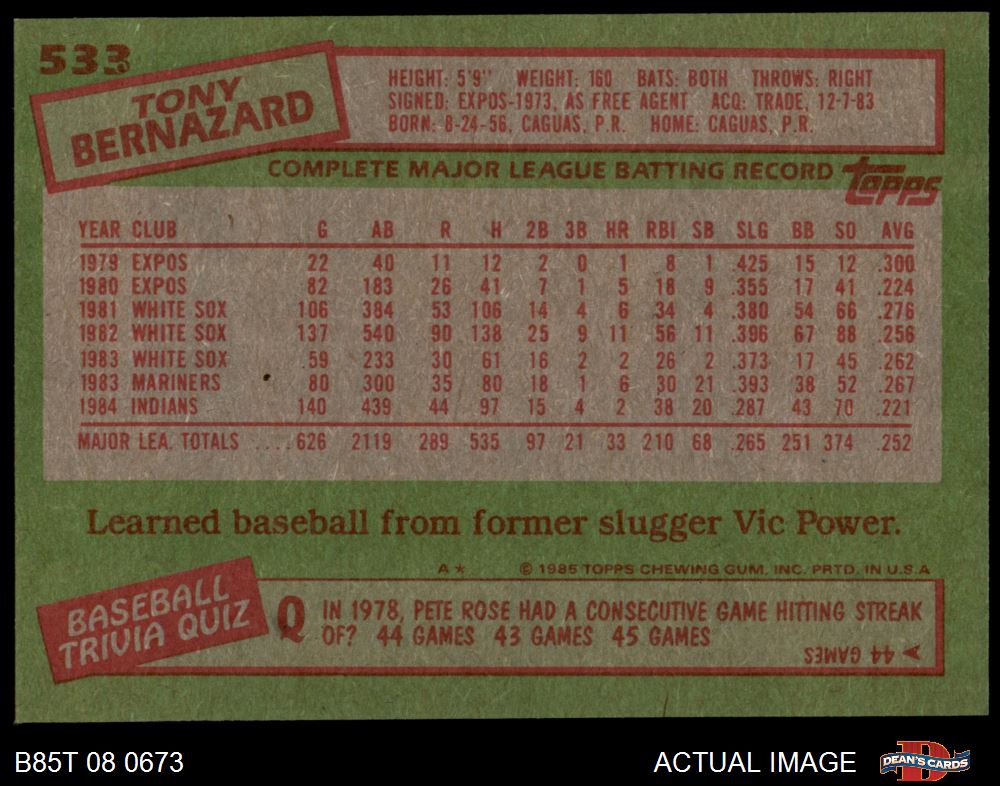 533
TONY
BERNAZARD
HEIGHT: 5'9" WEIGHT: 160 BATS: BOTH THROWS: RIGHT
SIGNED: EXPOS-1973, AS FREE AGENT ACQ: TRADE, 12-7-83
BORN: 8-24-56, CAGUAS, P.R. HOME: CAGUAS, P.R.
COMPLETE MAJOR LEAGUE BATTING RECORD topps
YEAR CLUB G AB R H 2B 3B HR RBI SB SLG BB SO AVG
1979 EXPOS 22 40 11 12 2 0 1 8 1 .425 15 12 .300
1980 EXPOS 82 183 26 41 7 1 5 18 9 .355 17 41 .224
1981 WHITE SOX 106 384 53 106 14 4 6 34 4 .380 54 66 .276
1982 WHITE SOX 137 540 90 138 25 9 11 56 11 .396 67 88 .256
1983 WHITE SOX 59 233 30 61 16 2 2 26 2 .373 17 45 .262
1983 MARINERS 80 300 35 80 18 1 6 30 21 .393 38 52 .267
1984 INDIANS 140 439 44 97 15 4 2 38 20 .287 43 70 .221
MAJOR LEA. TOTALS ....626 2119 289 535 97 21 33 210 68 .265 251 374 .252
Learned baseball from former slugger Vic Power.
A* © 1985 TOPPS CHEWING GUM, INC. PRTD. IN U.S.A
BASEBALL
TRIVIA QUIZ
Q IN 1978, PETE ROSE HAD A CONSECUTIVE GAME HITTING STREAK
OF? 44 GAMES 43 GAMES 45 GAMES
A 44 GAMES
B85T 08 0673 ACTUAL IMAGE DEAN'S CARDS